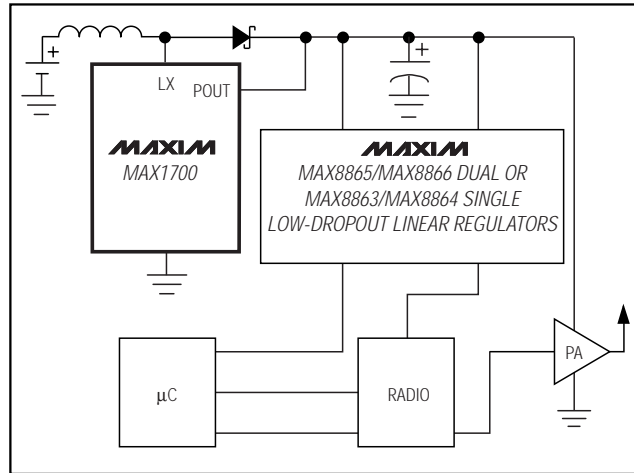 +
+
LX
POUT
MAXIM
MAX1700
MAXIM
MAX8865/MAX8866 DUAL OR
MAX8863/MAX8864 SINGLE
LOW-DROPOUT LINEAR REGULATORS
µC
RADIO
PA